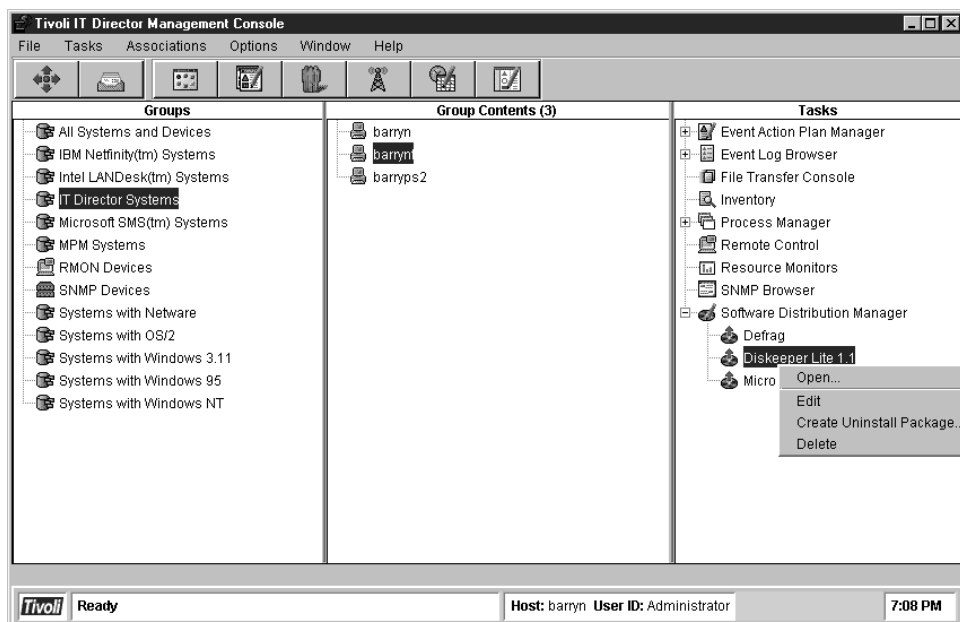 Tivoli IT Director Management Console
File Tasks Associations Options Window Help
Groups
All Systems and Devices
IBM Netfinity(tm) Systems
Intel LANDesk(tm) Systems
IT Director Systems
Microsoft SMS(tm) Systems
MPM Systems
RMON Devices
SNMP Devices
Systems with Netware
Systems with OS/2
Systems with Windows 3.11
Systems with Windows 95
Systems with Windows NT
Group Contents (3)
barryn
barrynf
barryps2
Tasks
Event Action Plan Manager
Event Log Browser
File Transfer Console
Inventory
Process Manager
Remote Control
Resource Monitors
SNMP Browser
Software Distribution Manager
Defrag
Diskeeper Lite 1.1
Micro
Open...
Edit
Create Uninstall Package..
Delete
Tivoli Ready Host: barryn User ID: Administrator 7:08 PM